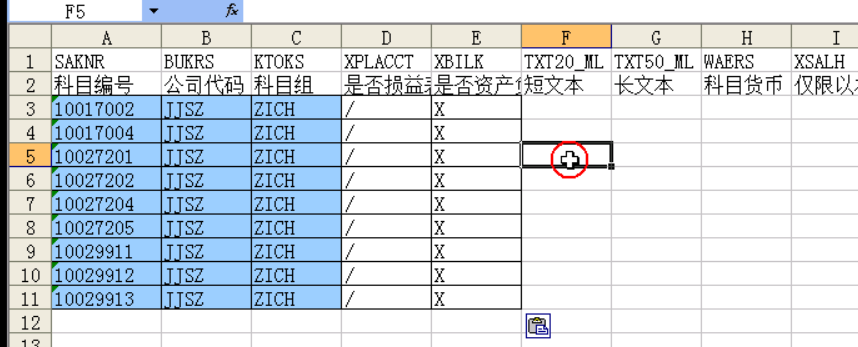 F5 fx
A B C D E F G H I
1 SAKNR BUKRS KTOKS XPLACCT XBILK TXT20_ML TXT50_ML WAERS XSALH
2 科目编号 公司代码 科目组 是否损益 是否资产 短文本 长文本 科目货币 仅限以
3 10017002 JJSZ ZICH / X
4 10017004 JJSZ ZICH / X
5 10027201 JJSZ ZICH / X
6 10027202 JJSZ ZICH / X
7 10027204 JJSZ ZICH / X
8 10027205 JJSZ ZICH / X
9 10029911 JJSZ ZICH / X
10 10029912 JJSZ ZICH / X
11 10029913 JJSZ ZICH / X
12
13